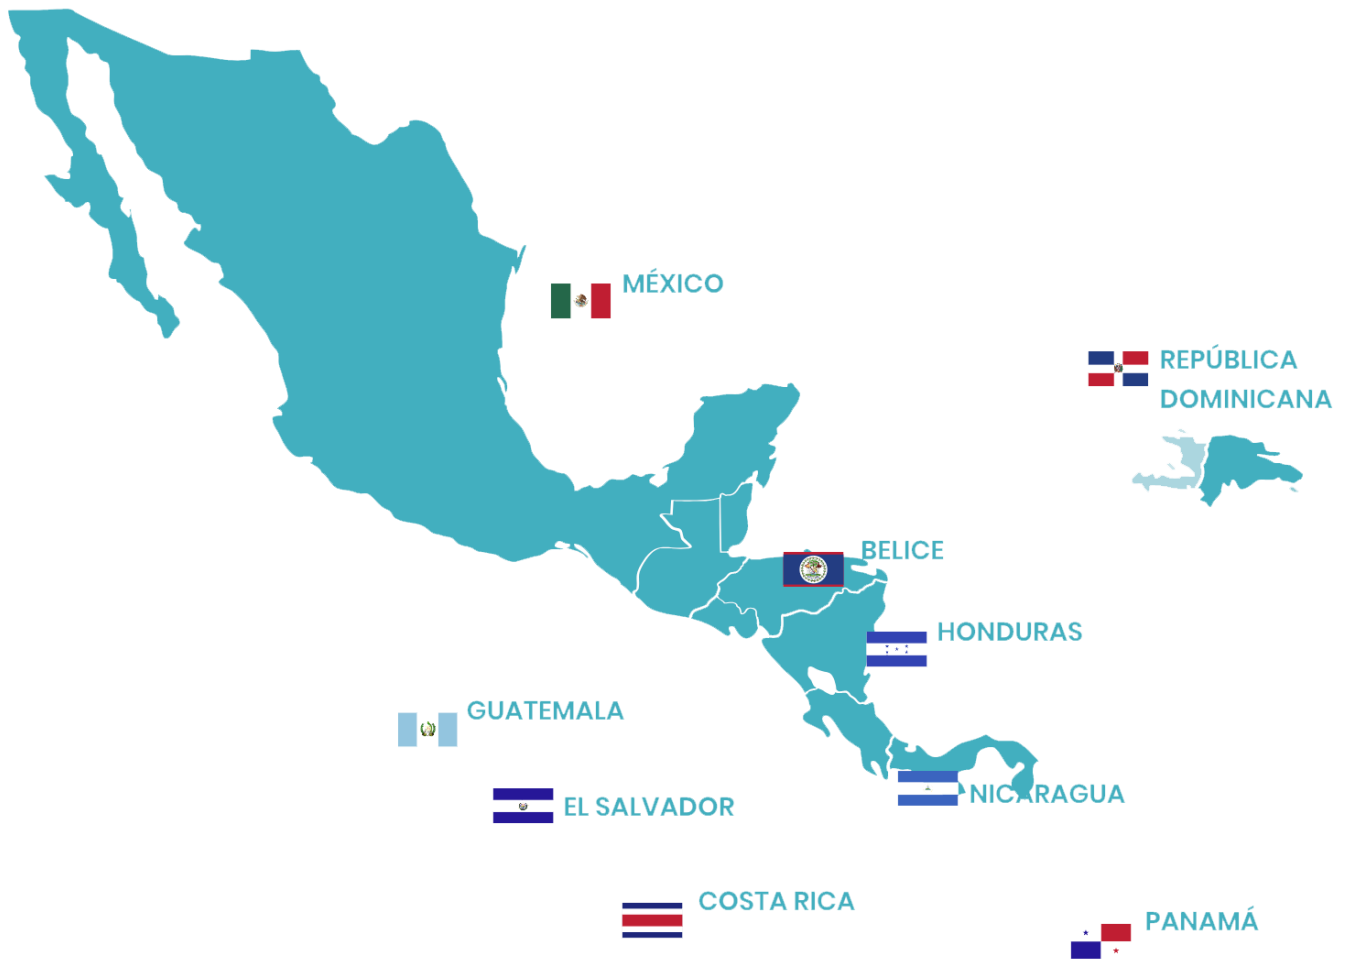 MÉXICO
REPÚBLICA
DOMINICANA
BELICE
HONDURAS
GUATEMALA
NICARAGUA
EL SALVADOR
COSTA RICA
PANAMÁ